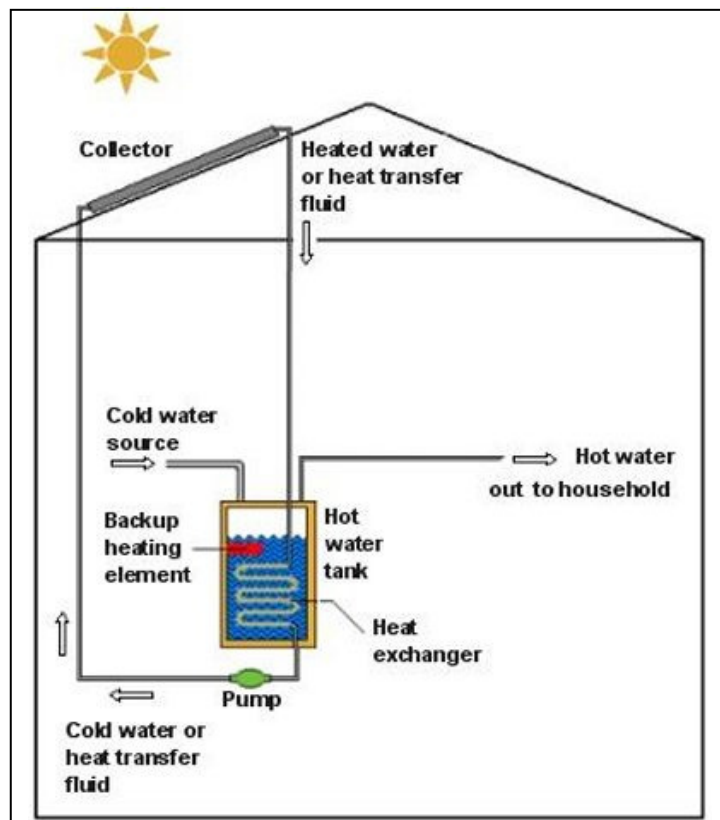 Collector
Heated water
or heat transfer
fluid
Cold water
source
Hot water
out to household
Backup
heating
element
Hot
water
tank
Heat
exchanger
Pump
Cold water or
heat transfer
fluid